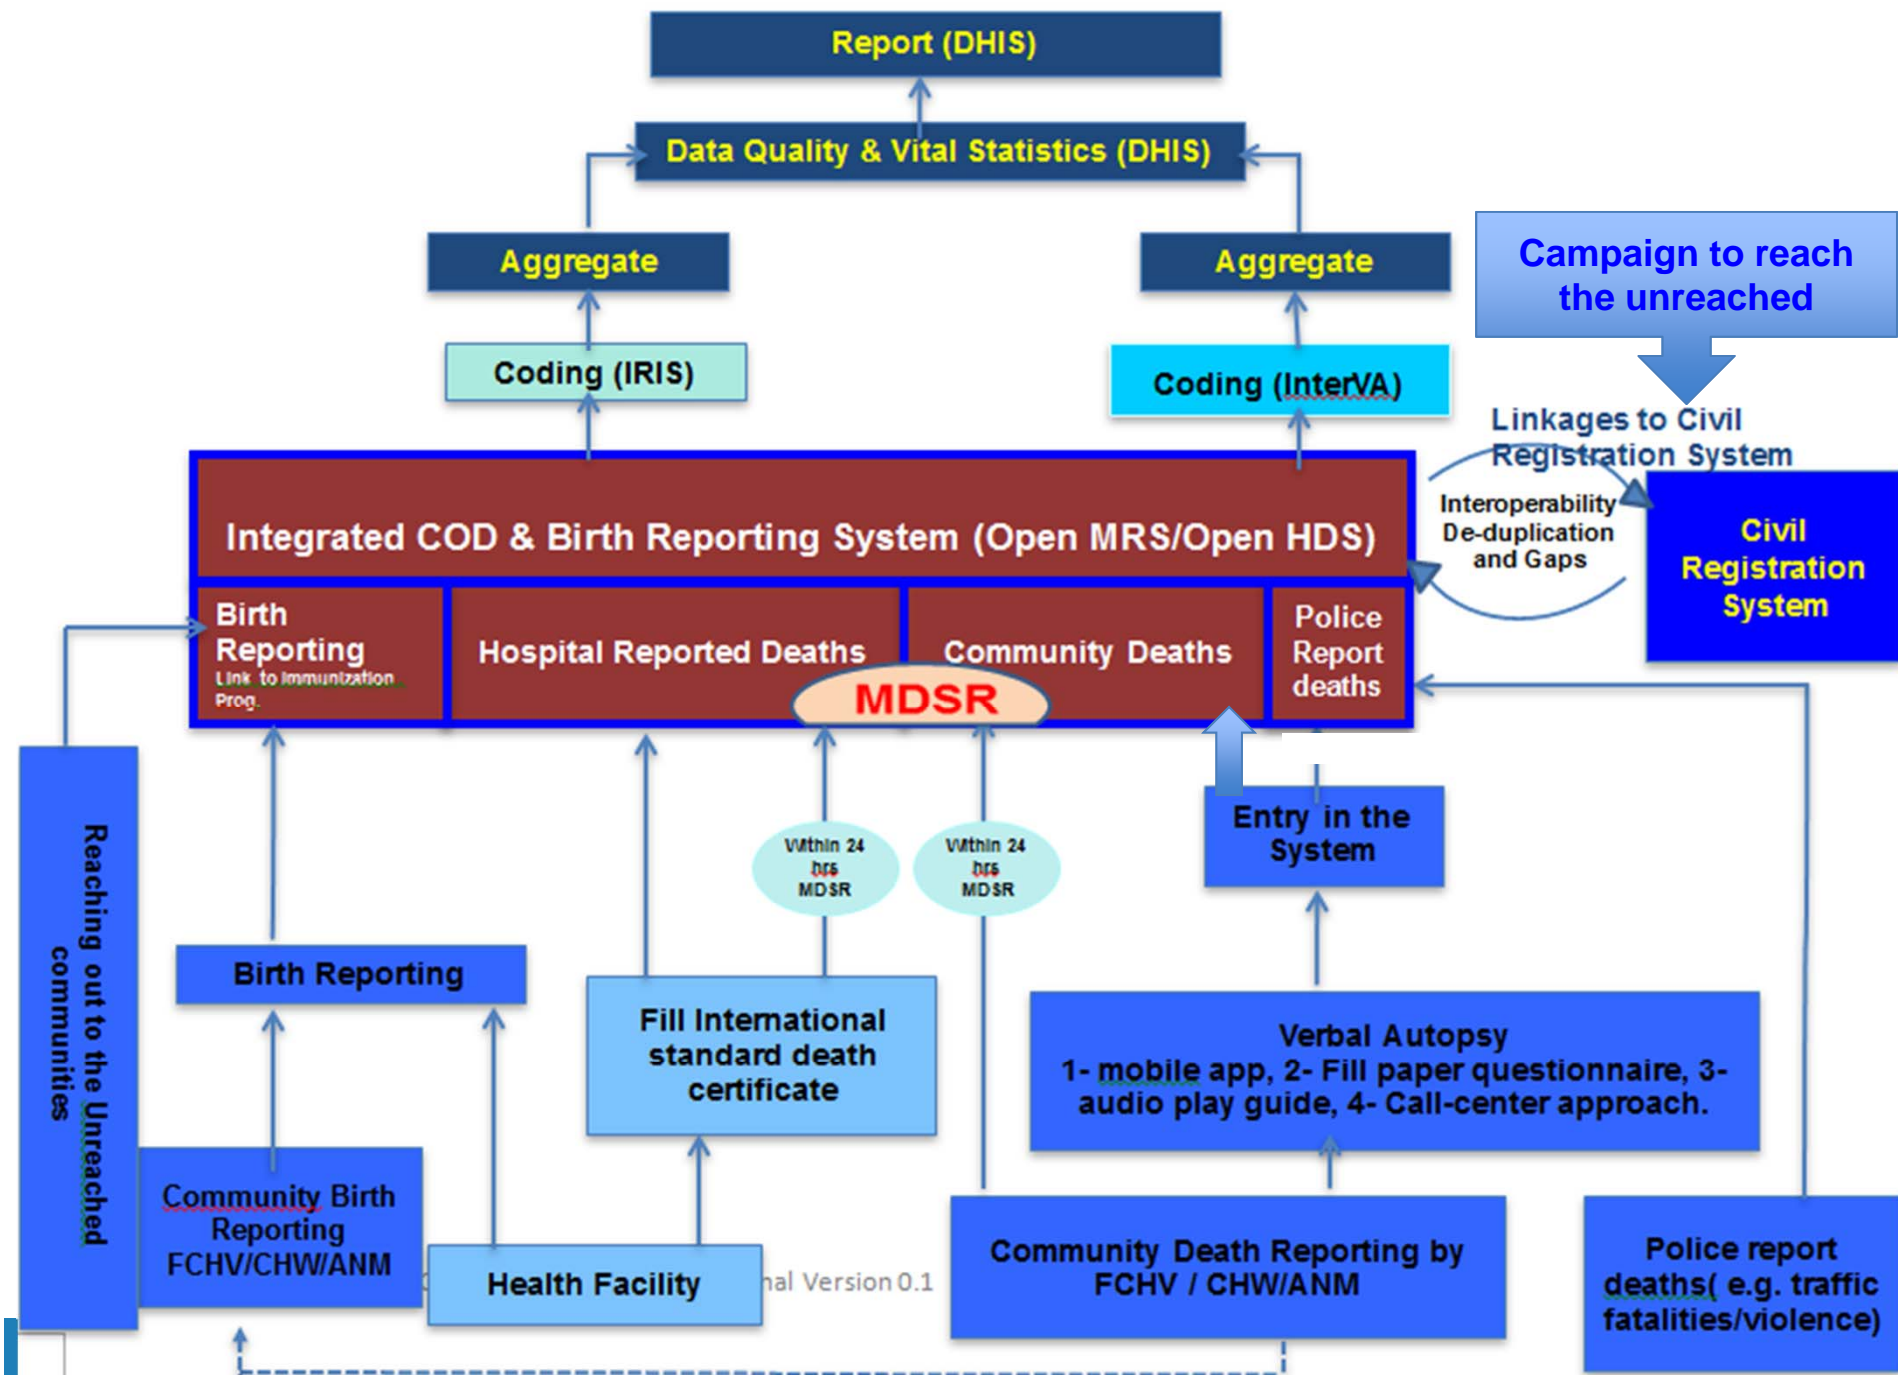 Report (DHIS)
Data Quality & Vital Statistics (DHIS)
Aggregate
Aggregate
Campaign to reach
the unreached
Coding (IRIS)
Coding (InterVA)
Linkages to Civil
Registration System
Integrated COD & Birth Reporting System (Open MRS/Open HDS)
Interoperability
De-duplication
and Gaps
Civil
Registration
System
Birth
Reporting
Link to Immunization
Prog.
Hospital Reported Deaths
Community Deaths
Police
Report
deaths
MDSR
Reaching out to the Unreached
communities
Within 24
hrs
MDSR
Within 24
hrs
MDSR
Entry in the
System
Birth Reporting
Fill International
standard death
certificate
Verbal Autopsy
1- mobile app, 2- Fill paper questionnaire, 3-
audio play guide, 4- Call-center approach.
Community Birth
Reporting
FCHV/CHW/ANM
Health Facility
Version 0.1
Community Death Reporting by
FCHV / CHW/ANM
Police report
deaths( e.g. traffic
fatalities/violence)